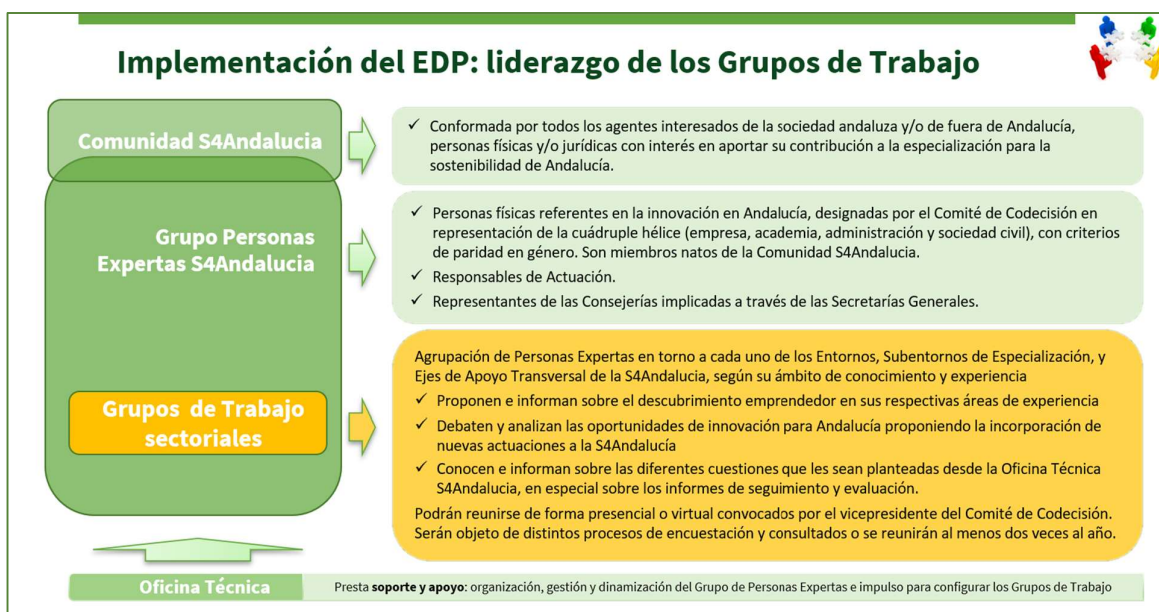 Implementación del EDP: liderazgo de los Grupos de Trabajo
Comunidad S4Andalucia
✓ Conformada por todos los agentes interesados de la sociedad andaluza y/o de fuera de Andalucía,
personas físicas y/o jurídicas con interés en aportar su contribución a la especialización para la
sostenibilidad de Andalucía.
Grupo Personas
Expertas S4Andalucia
✓ Personas físicas referentes en la innovación en Andalucía, designadas por el Comité de Codecisión en
representación de la cuádruple hélice (empresa, academia, administración y sociedad civil), con criterios
de paridad en género. Son miembros natos de la Comunidad S4Andalucia.
✓ Responsables de Actuación.
✓ Representantes de las Consejerías implicadas a través de las Secretarías Generales.
Grupos de Trabajo
sectoriales
Agrupación de Personas Expertas en torno a cada uno de los Entornos, Subentornos de Especialización, y
Ejes de Apoyo Transversal de la S4Andalucia, según su ámbito de conocimiento y experiencia
✓ Proponen e informan sobre el descubrimiento emprendedor en sus respectivas áreas de experiencia
✓ Debaten y analizan las oportunidades de innovación para Andalucía proponiendo la incorporación de
nuevas actuaciones a la S4Andalucía
✓ Conocen e informan sobre las diferentes cuestiones que les sean planteadas desde la Oficina Técnica
S4Andalucia, en especial sobre los informes de seguimiento y evaluación.
Podrán reunirse de forma presencial o virtual convocados por el vicepresidente del Comité de Codecisión.
Serán objeto de distintos procesos de encuestación y consultados o se reunirán al menos dos veces al año.
Oficina Técnica
Presta soporte y apoyo: organización, gestión y dinamización del Grupo de Personas Expertas e impulso para configurar los Grupos de Trabajo